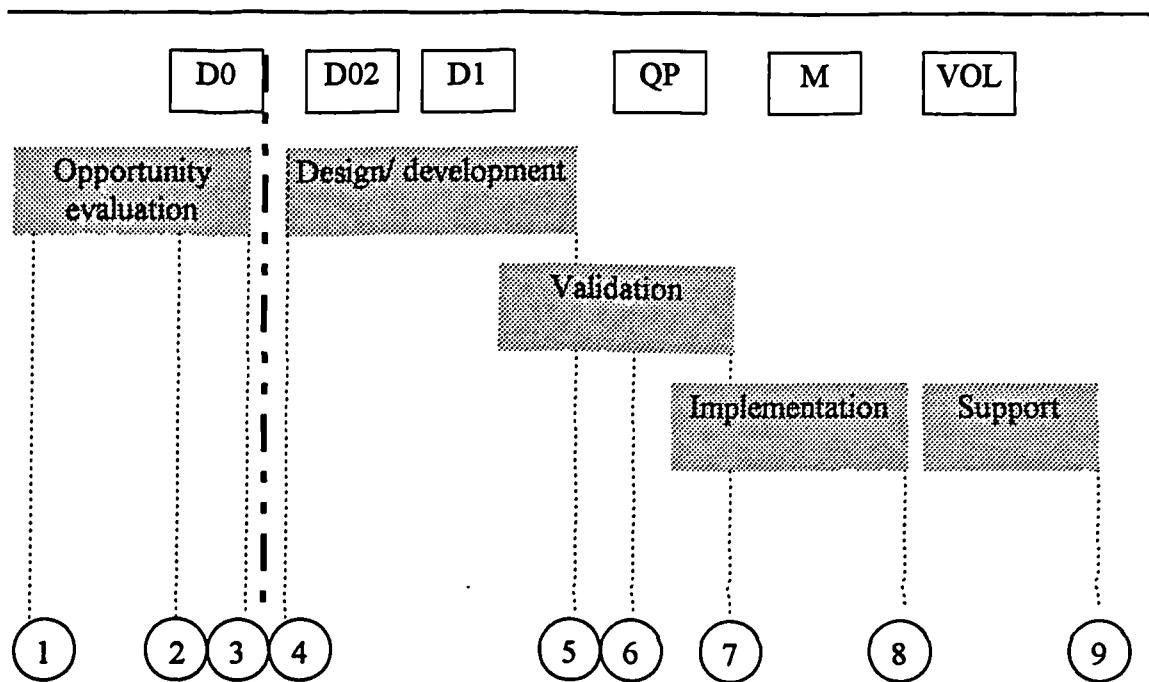 D0 D02 D1 QP M VOL
Opportunity
evaluation
Design/ development
Validation
Implementation
Support
1 2 3 4 5 6 7 8 9